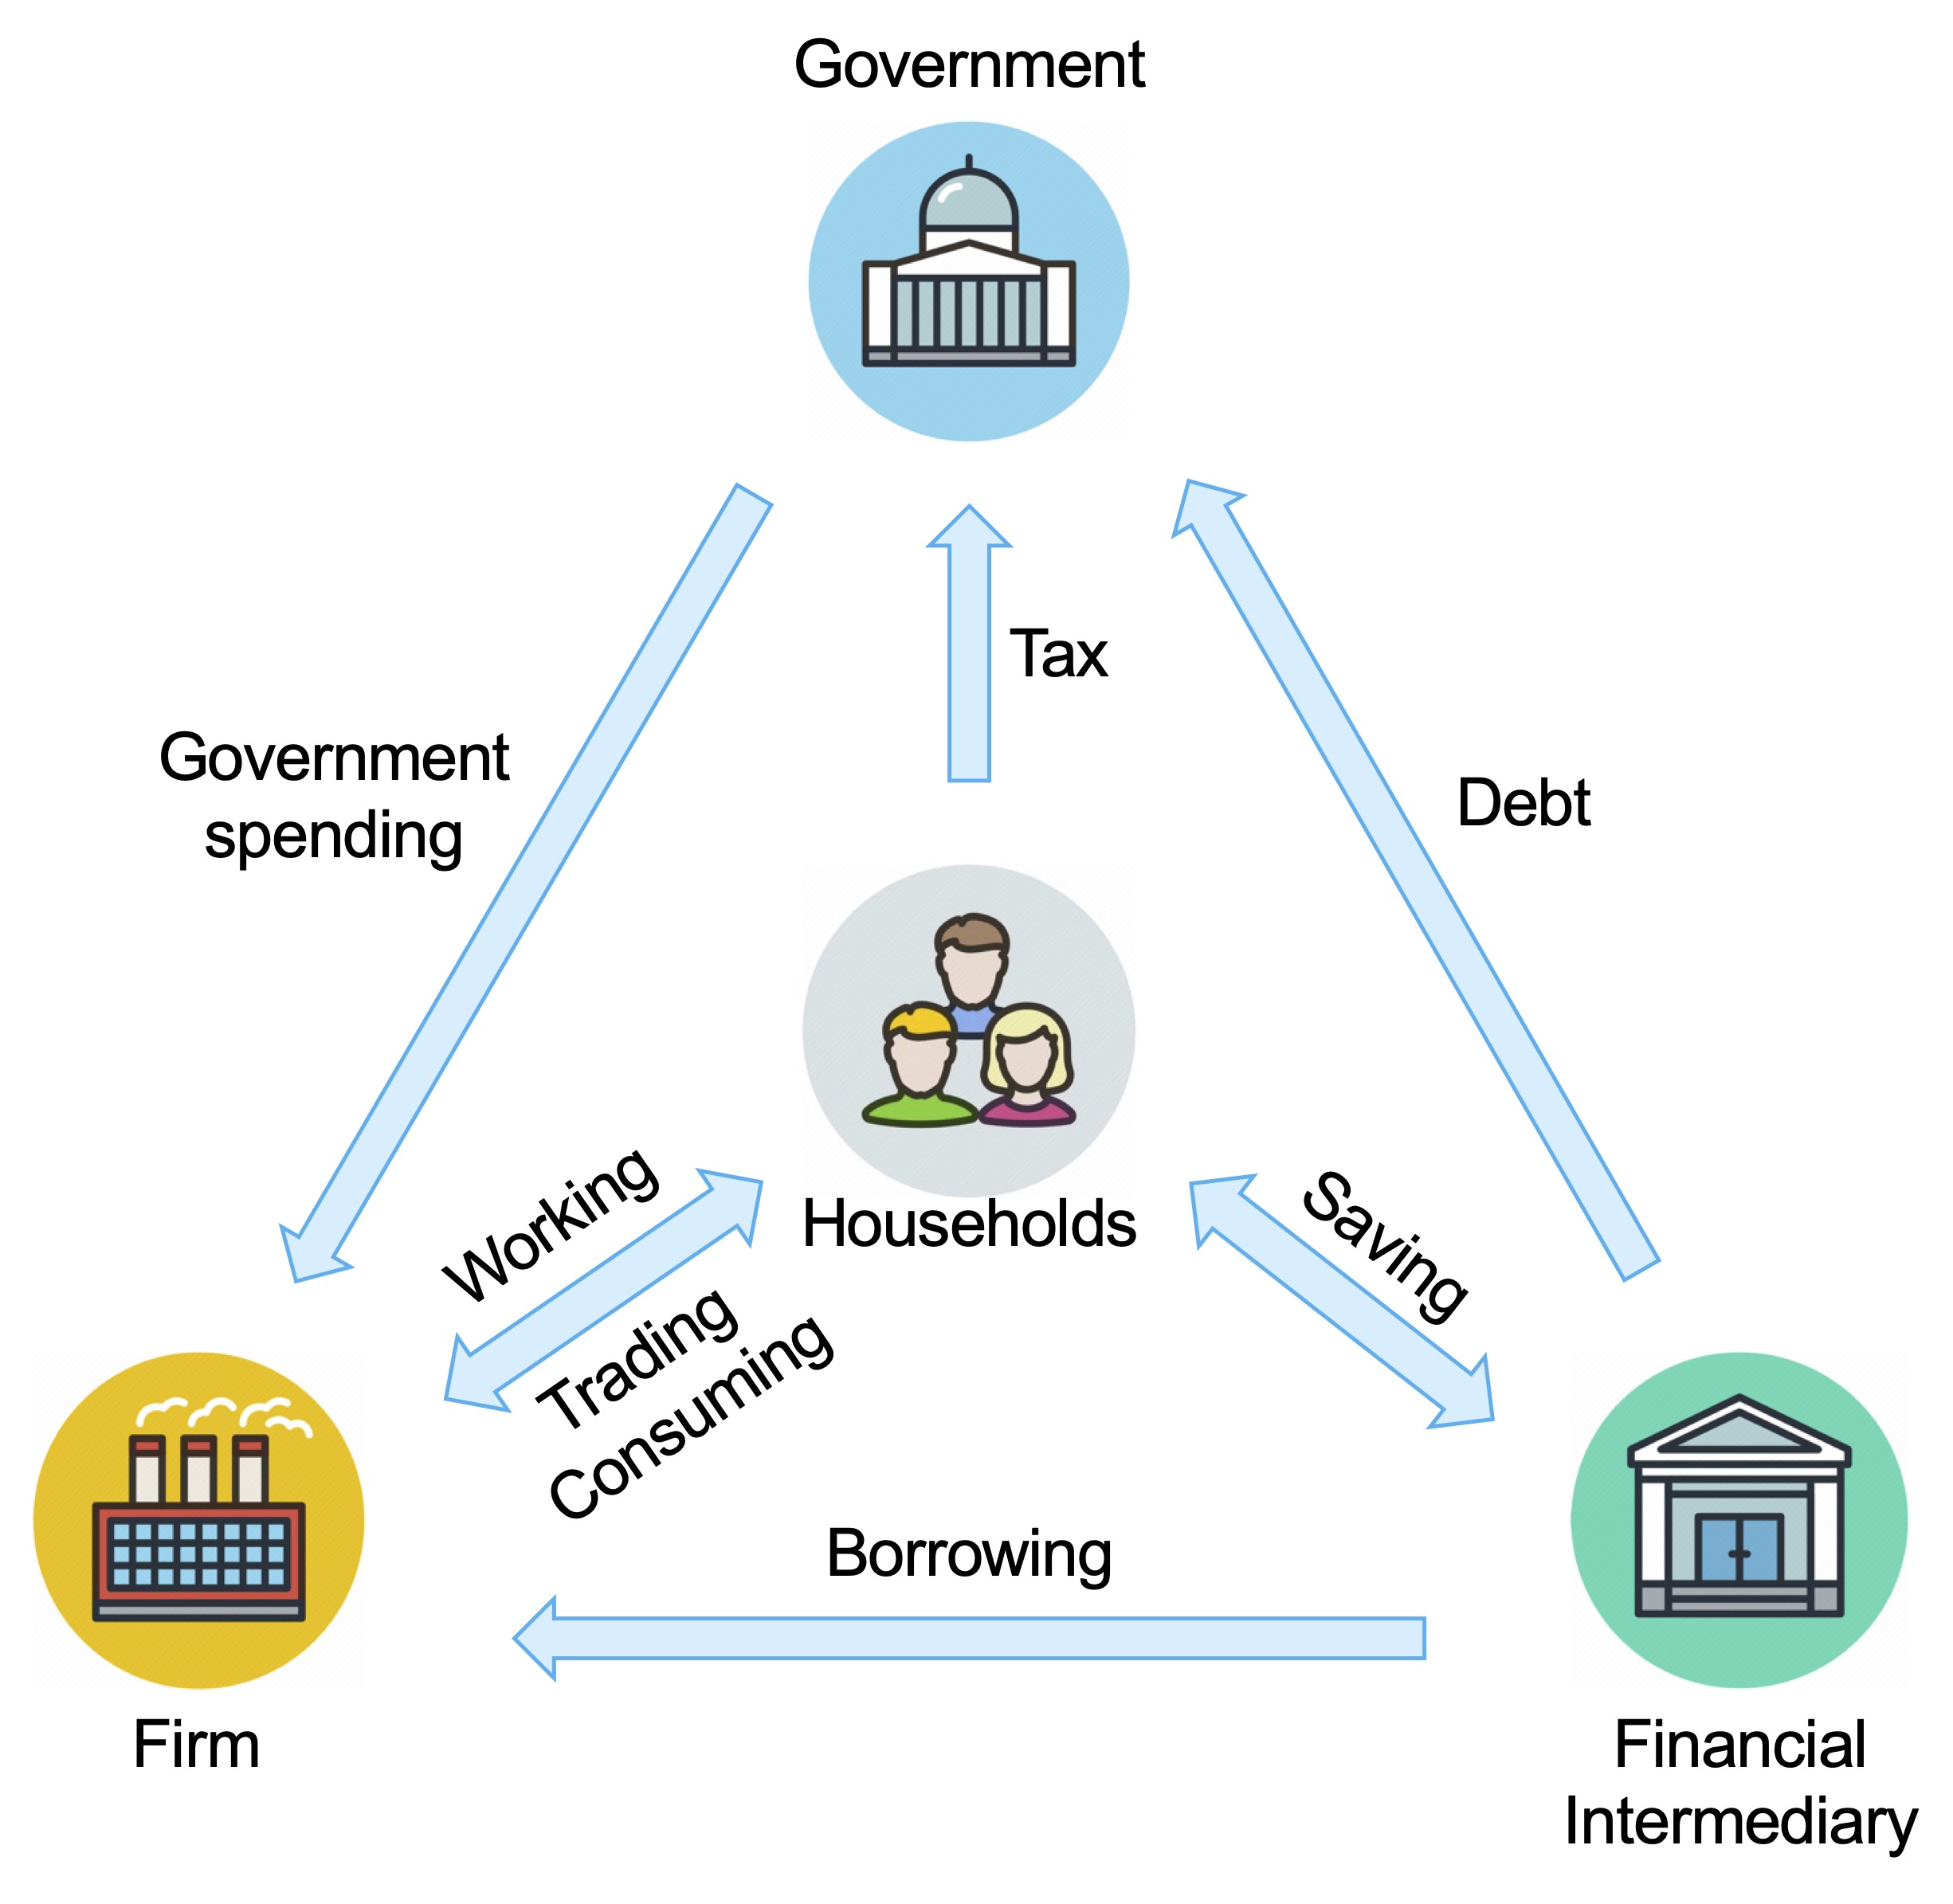 Government
Tax
Government
spending
Debt
Working
Households
Saving
Trading
Consuming
Borrowing
Firm
Financial
Intermediary